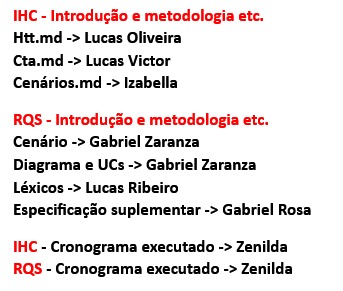 IHC - Introdução e metodologia etc.
Htt.md -> Lucas Oliveira
Cta.md -> Lucas Victor
Cenários.md -> Izabella
RQS - Introdução e metodologia etc.
Cenário -> Gabriel Zaranza
Diagrama e UCs -> Gabriel Zaranza
Léxicos -> Lucas Ribeiro
Especificação suplementar -> Gabriel Rosa
IHC - Cronograma executado -> Zenilda
RQS - Cronograma executado -> Zenilda